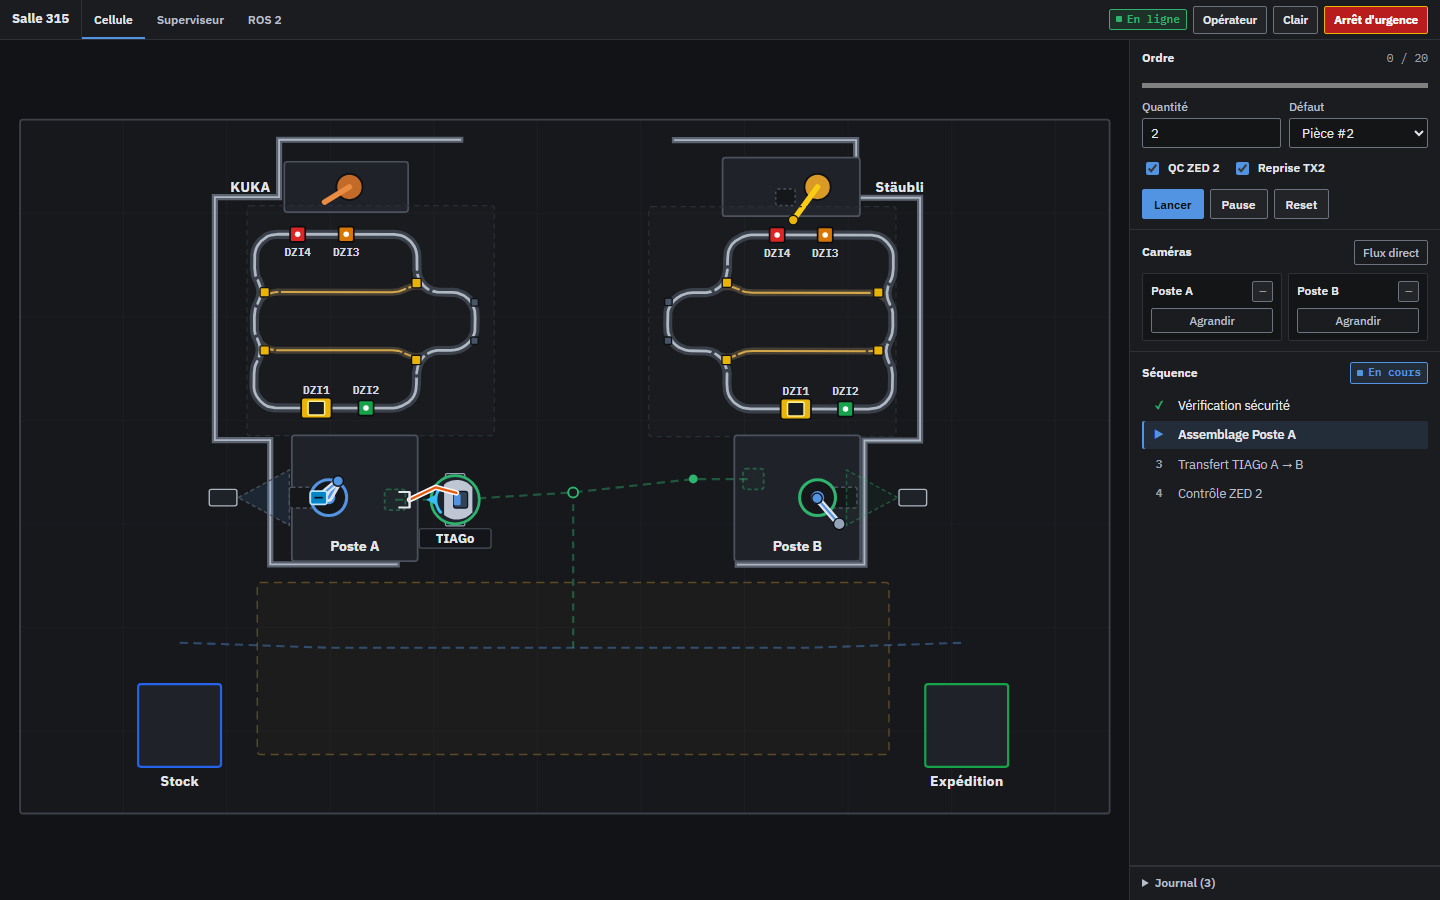 Salle 315
Cellule
Superviseur
ROS 2
En ligne
Opérateur
Clair
Arrêt d'urgence
KUKA
Stäubli
DZI4
DZI3
DZI4
DZI3
DZI1
DZI2
DZI1
DZI2
Poste A
TIAGo
Poste B
Stock
Expédition
Ordre
0 / 20
Quantité
Défaut
2
Pièce #2
QC ZED 2
Reprise TX2
Lancer
Pause
Reset
Caméras
Flux direct
Poste A
—
Poste B
—
Agrandir
Agrandir
Séquence
En cours
✓ Vérification sécurité
▶ Assemblage Poste A
3 Transfert TIAGo A → B
4 Contrôle ZED 2
▶ Journal (3)